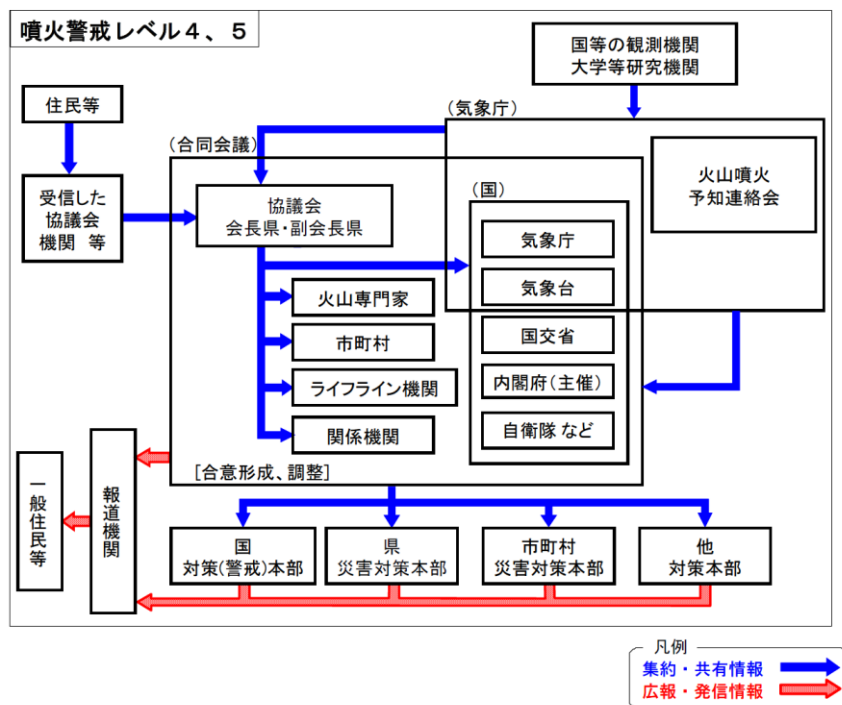 噴火警戒レベル４、５
国等の観測機関
大学等研究機関
住民等
(気象庁)
(合同会議)
火山噴火
予知連絡会
受信した
協議会
機関　等
協議会
会長県・副会長県
(国)
気象庁
気象台
国交省
内閣府(主催)
自衛隊 など
火山専門家
市町村
ライフライン機関
関係機関
[合意形成、調整]
一般住民等
報道機関
国
対策(警戒)本部
県
災害対策本部
市町村
災害対策本部
他
対策本部
凡例
集約・共有情報
広報・発信情報